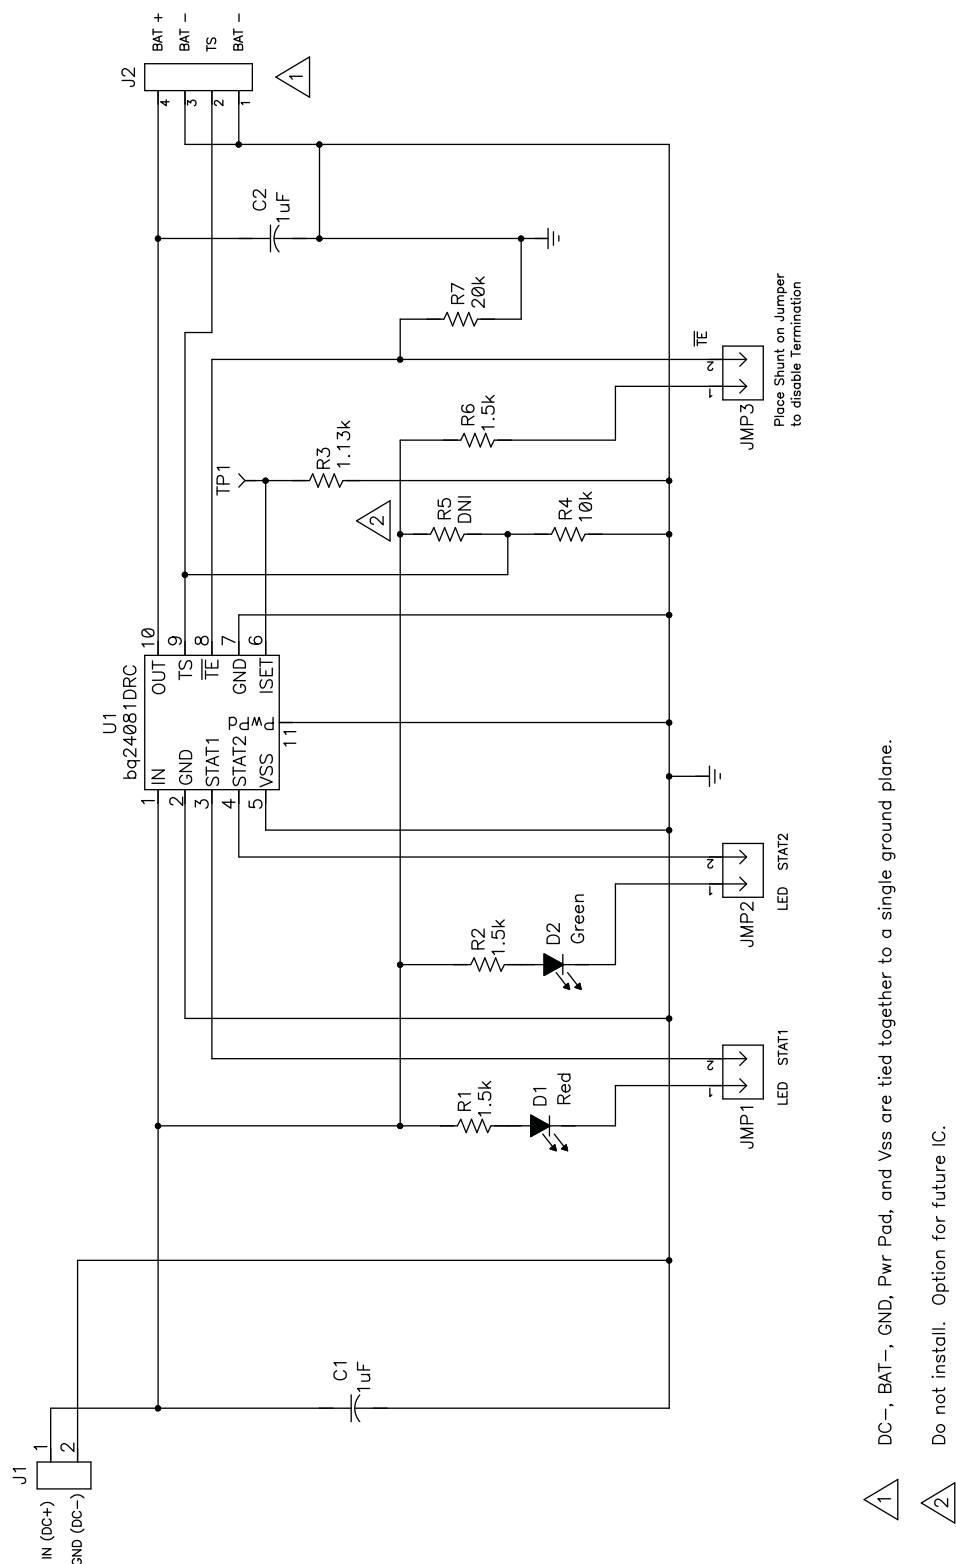 J1
IN (DC+)
GND (DC-)
1
2
C1
1uF
R1
1.5k
D1
Red
JMP1
1
2
LED STAT1
R2
1.5k
D2
Green
JMP2
1
2
LED STAT2
U1
bq24081DRC
1
2
3
4
5
IN
GND
STAT1
STAT2
VSS
PwPd
11
OUT
TS
TE
GND
ISET
10
9
8
7
6
TP1
R3
1.13k
2
R5
DNI
R4
10k
R6
1.5k
R7
20k
JMP3
1
2
TE
Place Shunt on Jumper
to disable Termination
C2
1uF
J2
4
3
2
1
BAT +
BAT -
TS
BAT -
1
1 DC-, BAT-, GND, Pwr Pad, and Vss are tied together to a single ground plane.
2 Do not install. Option for future IC.